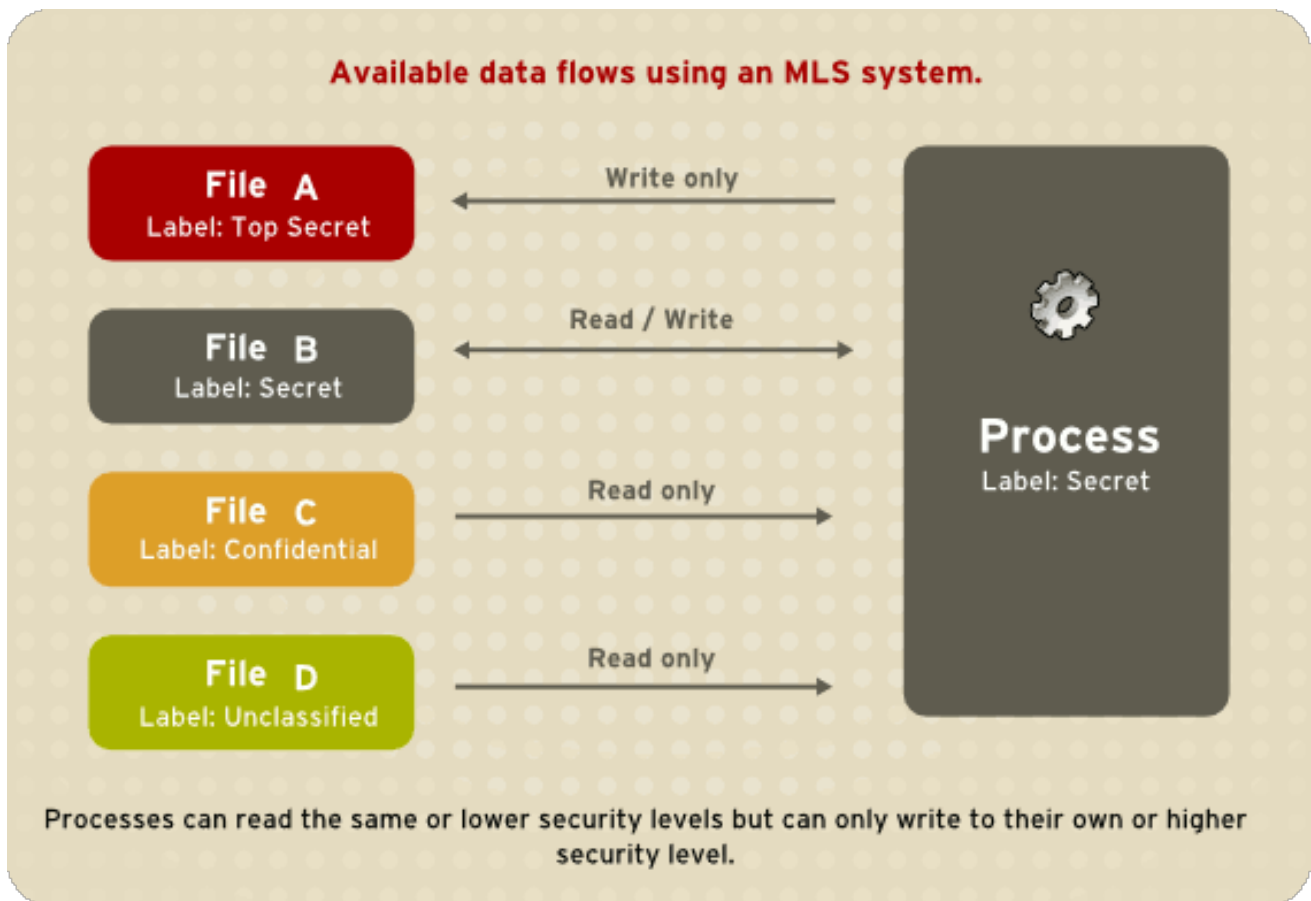 Available data flows using an MLS system.
File A
Label: Top Secret
Write only
File B
Label: Secret
Read / Write
File C
Label: Confidential
Read only
File D
Label: Unclassified
Read only
Process
Label: Secret
Processes can read the same or lower security levels but can only write to their own or higher
security level.